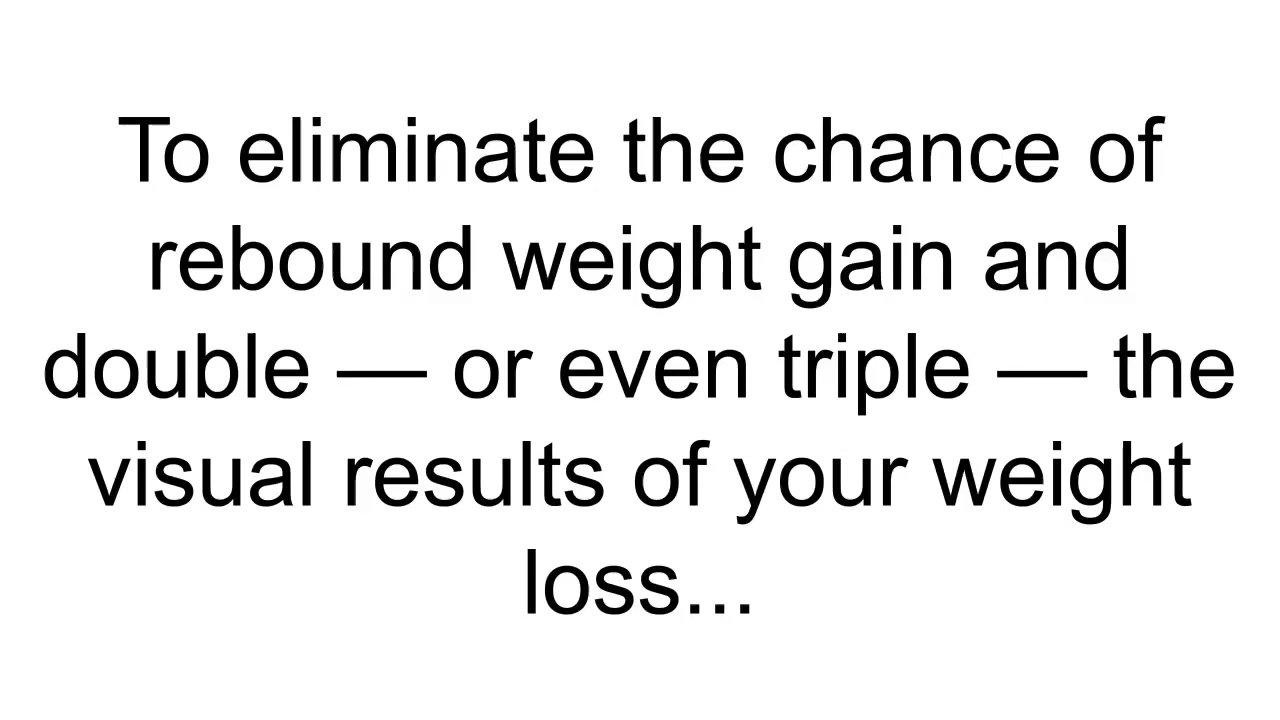 To eliminate the chance of
rebound weight gain and
double — or even triple — the
visual results of your weight
loss...